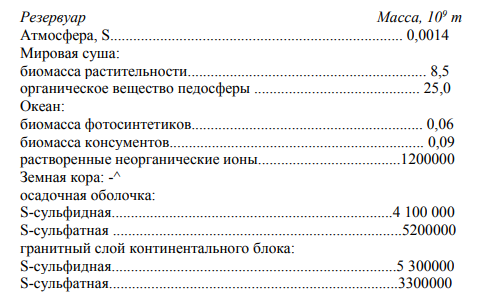 Резервуар Масса, 10⁹ т
Атмосфера, S.......................................................................... 0,0014
Мировая суша:
биомасса растительности............................................................ 8,5
органическое вещество педосферы .......................................... 25,0
Океан:
биомасса фотосинтетиков.......................................................... 0,06
биомасса консументов................................................................ 0,09
растворенные неорганические ионы....................................1200000
Земная кора: -^
осадочная оболочка:
S-сульфидная.......................................................................4 100 000
S-сульфатная .......................................................................5200000
гранитный слой континентального блока:
S-сульфидная........................................................................5 300000
S-сульфатная........................................................................3300000